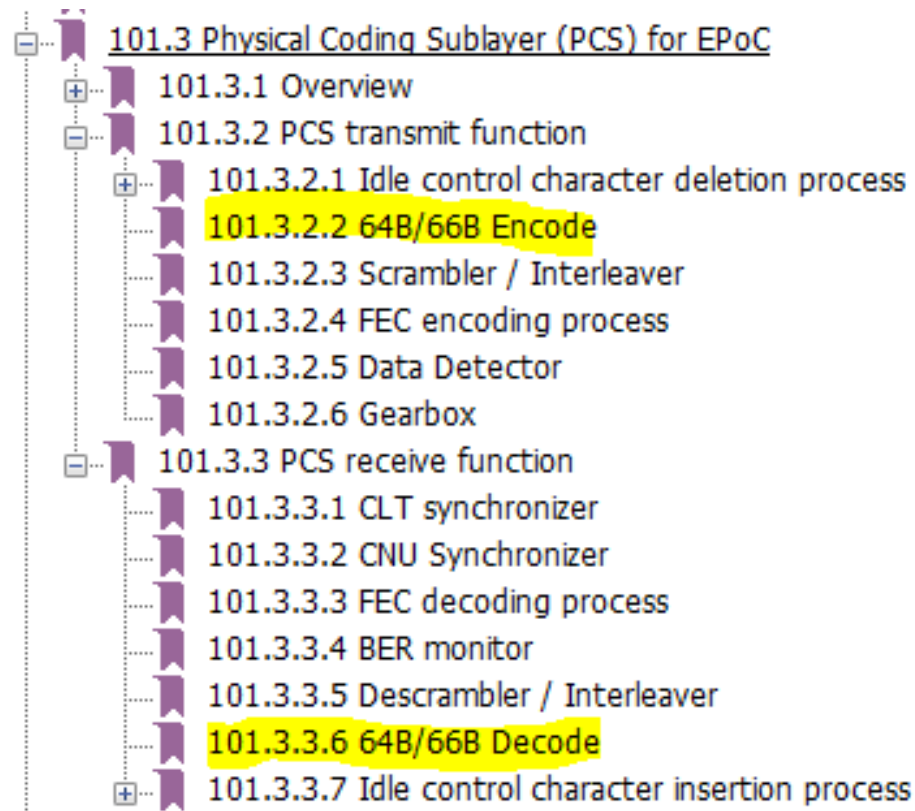 101.3 Physical Coding Sublayer (PCS) for EPoC
101.3.1 Overview
101.3.2 PCS transmit function
101.3.2.1 Idle control character deletion process
101.3.2.2 64B/66B Encode
101.3.2.3 Scrambler / Interleaver
101.3.2.4 FEC encoding process
101.3.2.5 Data Detector
101.3.2.6 Gearbox
101.3.3 PCS receive function
101.3.3.1 CLT synchronizer
101.3.3.2 CNU Synchronizer
101.3.3.3 FEC decoding process
101.3.3.4 BER monitor
101.3.3.5 Descrambler / Interleaver
101.3.3.6 64B/66B Decode
101.3.3.7 Idle control character insertion process